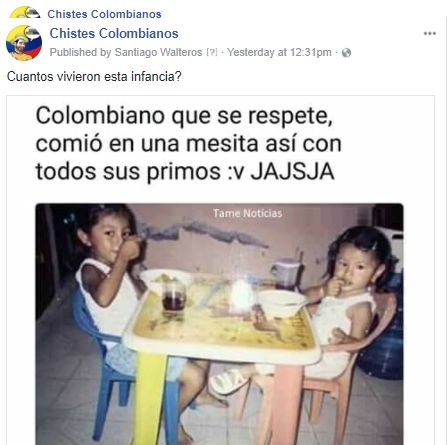 Chistes Colombianos
Chistes Colombianos
Published by Santiago Walteros [?] · Yesterday at 12:31pm ·
Cuantos vivieron esta infancia?
Colombiano que se respete,
comió en una mesita así con
todos sus primos :v JAJSJA
Tame Noticias